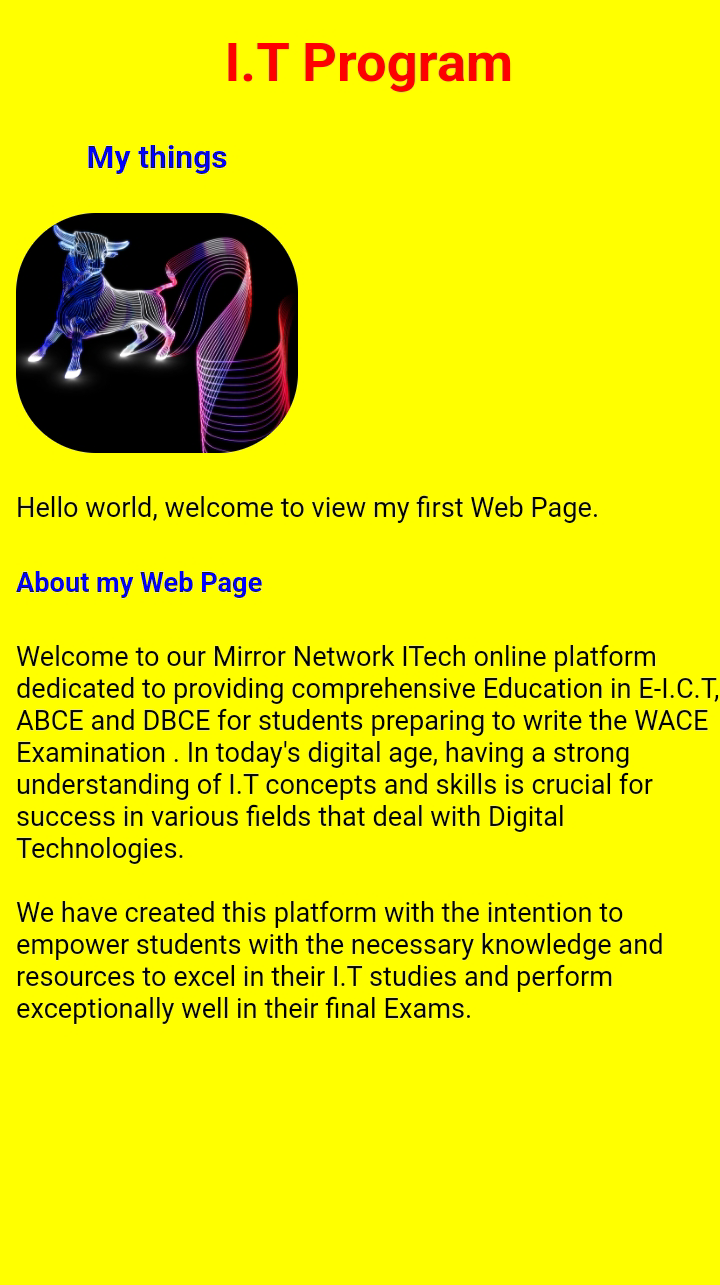 I.T Program
My things
Hello world, welcome to view my first Web Page.
About my Web Page
Welcome to our Mirror Network ITech online platform
dedicated to providing comprehensive Education in E-I.C.T,
ABCE and DBCE for students preparing to write the WACE
Examination . In today's digital age, having a strong
understanding of I.T concepts and skills is crucial for
success in various fields that deal with Digital
Technologies.
We have created this platform with the intention to
empower students with the necessary knowledge and
resources to excel in their I.T studies and perform
exceptionally well in their final Exams.